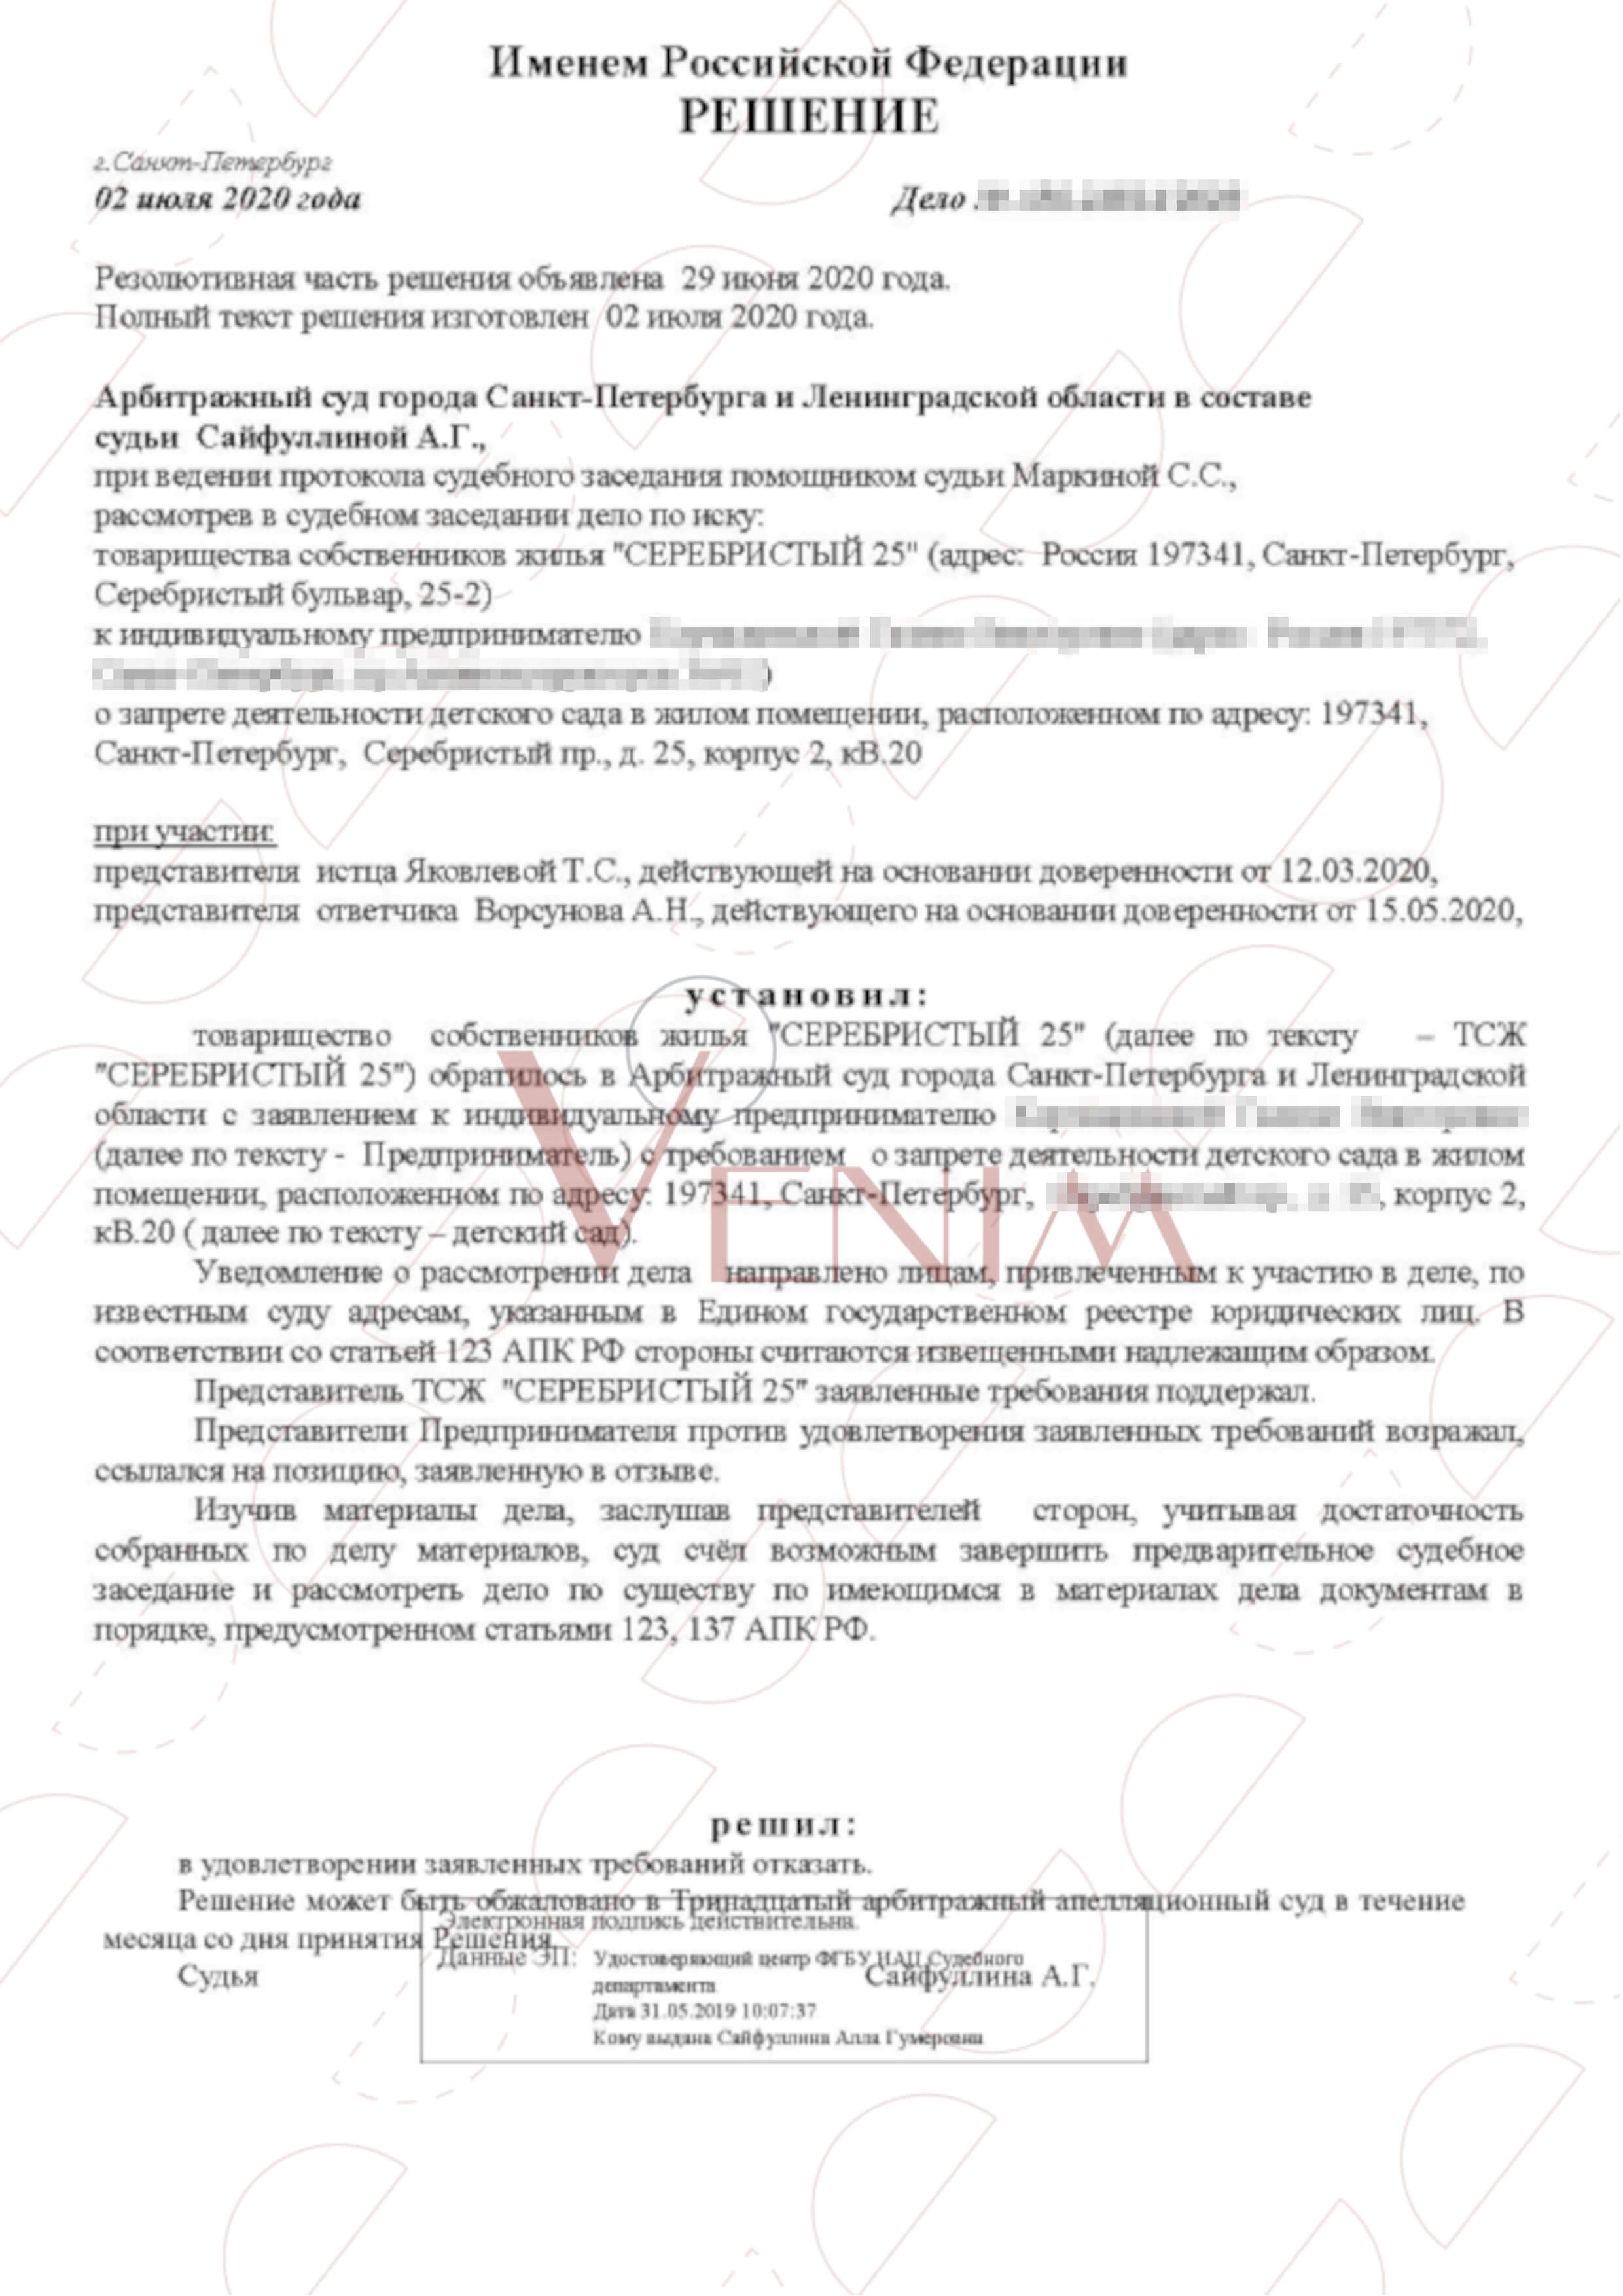 Именем Российской Федерации
РЕШЕНИЕ
г.Санкт-Петербург
02 июля 2020 года Дело
Резолютивная часть решения объявлена 29 июня 2020 года.
Полный текст решения изготовлен 02 июля 2020 года.
Арбитражный суд города Санкт-Петербурга и Ленинградской области в составе
судьи Сайфуллиной А.Г.,
при ведении протокола судебного заседания помощником судьи Маркиной С.С.,
рассмотрев в судебном заседании дело по иску:
товарищества собственников жилья "СЕРЕБРИСТЫЙ 25" (адрес: Россия 197341, Санкт-Петербург,
Серебристый бульвар, 25-2)
к индивидуальному предпринимателю
)
о запрете деятельности детского сада в жилом помещении, расположенном по адресу: 197341,
Санкт-Петербург, Серебристый пр., д. 25, корпус 2, кВ.20
при участии:
представителя истца Яковлевой Т.С., действующей на основании доверенности от 12.03.2020,
представителя ответчика Ворсунова А.Н., действующего на основании доверенности от 15.05.2020,
установил:
товарищество собственников жилья "СЕРЕБРИСТЫЙ 25" (далее по тексту – ТСЖ
"СЕРЕБРИСТЫЙ 25") обратилось в Арбитражный суд города Санкт-Петербурга и Ленинградской
области с заявлением к индивидуальному предпринимателю
(далее по тексту - Предприниматель) с требованием о запрете деятельности детского сада в жилом
помещении, расположенном по адресу: 197341, Санкт-Петербург, , корпус 2,
кВ.20 ( далее по тексту – детский сад).
VENIM
Уведомление о рассмотрении дела направлено лицам, привлеченным к участию в деле, по
известным суду адресам, указанным в Едином государственном реестре юридических лиц. В
соответствии со статьей 123 АПК РФ стороны считаются извещенными надлежащим образом.
Представитель ТСЖ "СЕРЕБРИСТЫЙ 25" заявленные требования поддержал.
Представители Предпринимателя против удовлетворения заявленных требований возражал,
ссылался на позицию, заявленную в отзыве.
Изучив материалы дела, заслушав представителей сторон, учитывая достаточность
собранных по делу материалов, суд счёл возможным завершить предварительное судебное
заседание и рассмотреть дело по существу по имеющимся в материалах дела документам в
порядке, предусмотренном статьями 123, 137 АПК РФ.
решил:
в удовлетворении заявленных требований отказать.
Решение может быть обжаловано в Тринадцатый арбитражный апелляционный суд в течение
месяца со дня принятия Решения.
Судья Сайфуллина А.Г.
Электронная подпись действительна.
Данные ЭП: Удостоверяющий центр ФГБУ ИАЦ Судебного
департамента
Дата 31.05.2019 10:07:37
Кому выдана Сайфуллина Алла Гумеровна